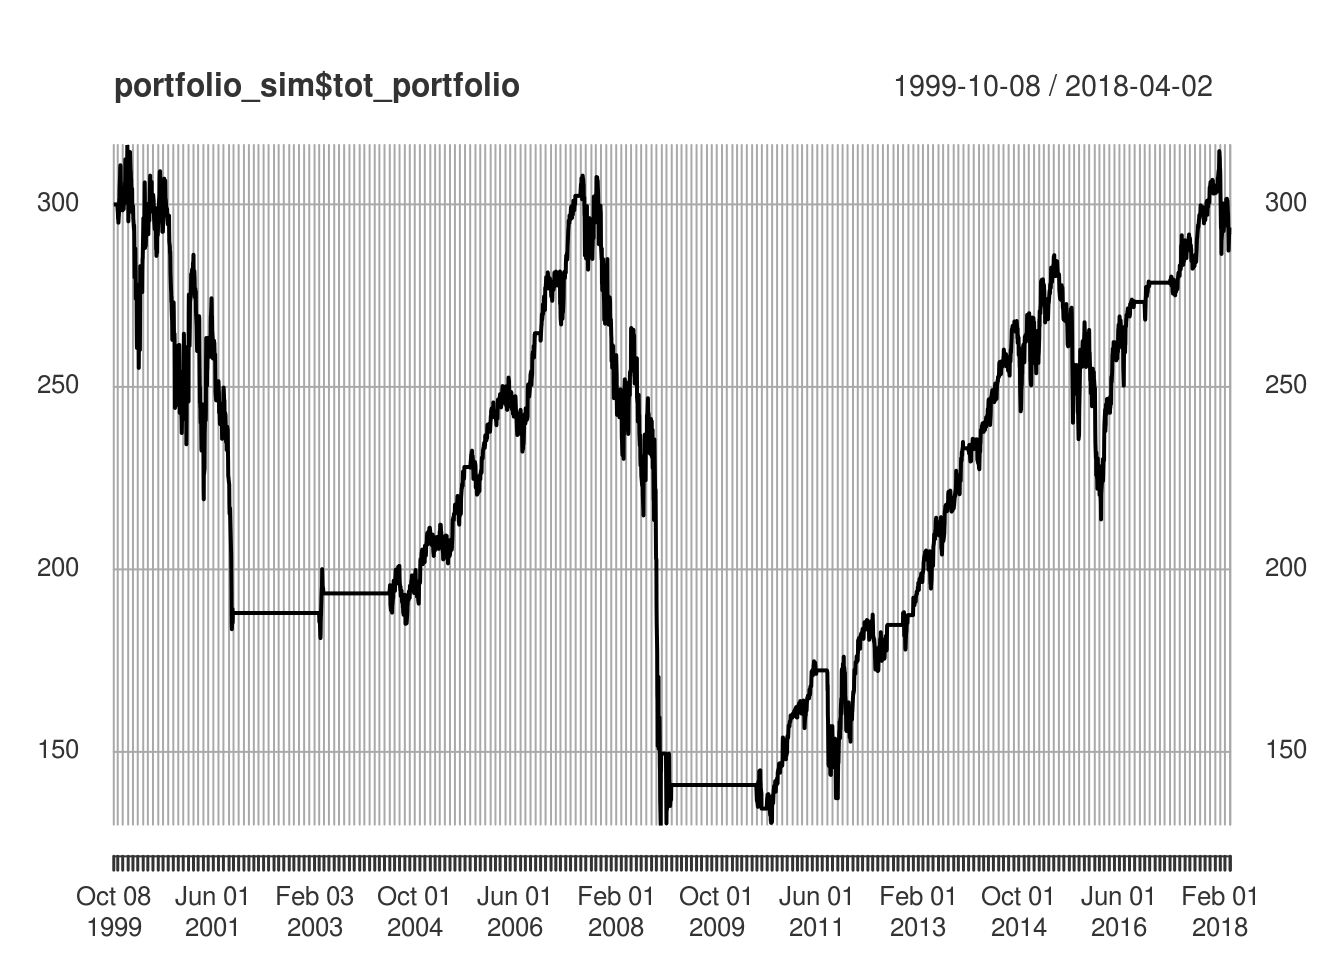 portfolio_sim$tot_portfolio 1999-10-08 / 2018-04-02
300 300
250 250
200 200
150 150
Oct 08 Jun 01 Feb 03 Oct 01 Jun 01 Feb 01 Oct 01 Jun 01 Feb 01 Oct 01 Jun 01 Feb 01
1999 2001 2003 2004 2006 2008 2009 2011 2013 2014 2016 2018